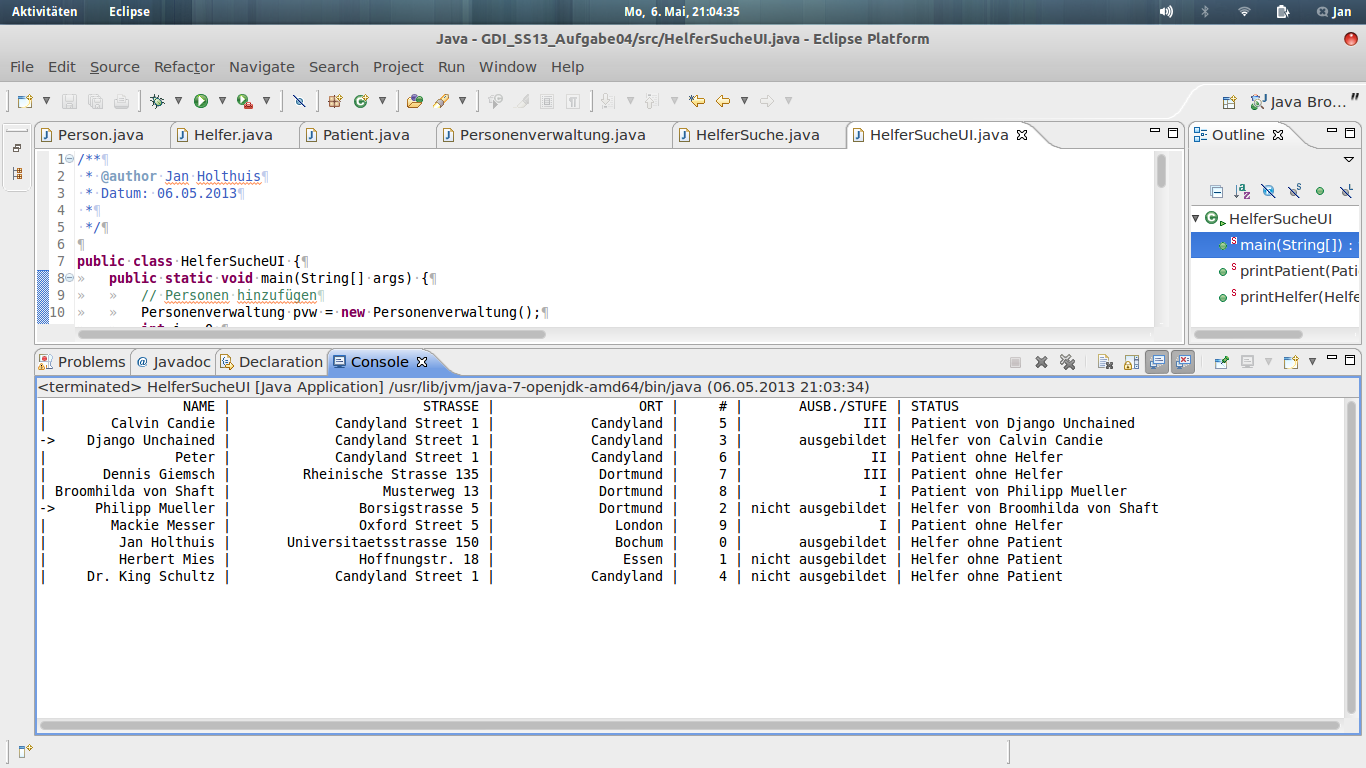 Aktivitäten Eclipse Mo, 6. Mai, 21:04:35 Jan
Java - GDI_SS13_Aufgabe04/src/HelferSucheUI.java - Eclipse Platform
File Edit Source Refactor Navigate Search Project Run Window Help
Java Bro... "
Person.java Helfer.java Patient.java Personenverwaltung.java HelferSuche.java HelferSucheUI.java Outline
1 /**¶
2 * @author Jan Holthuis¶
3 * Datum: 06.05.2013¶
4 *¶
5 */¶
6 ¶
7 public class HelferSucheUI {¶
8 » public static void main(String[] args) {¶
9 » » // Personen hinzufügen¶
10 » » Personenverwaltung pvw = new Personenverwaltung();¶
HelferSucheUI
main(String[]) :
printPatient(Pati
printHelfer(Helfe
Problems @ Javadoc Declaration Console
<terminated> HelferSucheUI [Java Application] /usr/lib/jvm/java-7-openjdk-amd64/bin/java (06.05.2013 21:03:34)
| NAME | STRASSE | ORT | # | AUSB./STUFE | STATUS
| Calvin Candie | Candyland Street 1 | Candyland | 5 | III | Patient von Django Unchained
-> Django Unchained | Candyland Street 1 | Candyland | 3 | ausgebildet | Helfer von Calvin Candie
| Peter | Candyland Street 1 | Candyland | 6 | II | Patient ohne Helfer
| Dennis Giemsch | Rheinische Strasse 135 | Dortmund | 7 | III | Patient ohne Helfer
| Broomhilda von Shaft | Musterweg 13 | Dortmund | 8 | I | Patient von Philipp Mueller
-> Philipp Mueller | Borsigstrasse 5 | Dortmund | 2 | nicht ausgebildet | Helfer von Broomhilda von Shaft
| Mackie Messer | Oxford Street 5 | London | 9 | I | Patient ohne Helfer
| Jan Holthuis | Universitaetsstrasse 150 | Bochum | 0 | ausgebildet | Helfer ohne Patient
| Herbert Mies | Hoffnungstr. 18 | Essen | 1 | nicht ausgebildet | Helfer ohne Patient
| Dr. King Schultz | Candyland Street 1 | Candyland | 4 | nicht ausgebildet | Helfer ohne Patient